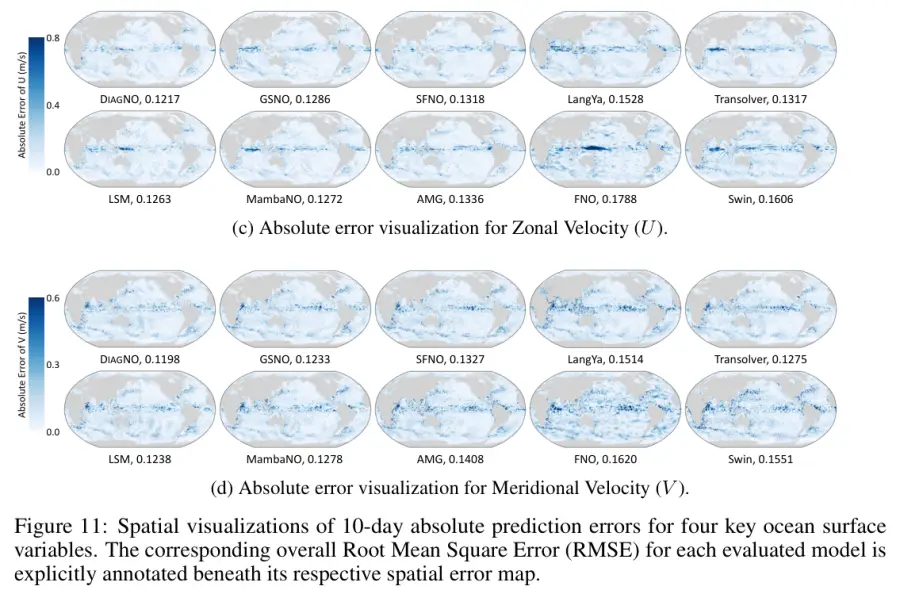 0.8
0.4
0.0
Absolute Error of U (m/s)
DIAGNO, 0.1217
GSNO, 0.1286
SFNO, 0.1318
LangYa, 0.1528
Transolver, 0.1317
LSM, 0.1263
MambaNO, 0.1272
AMG, 0.1336
FNO, 0.1788
Swin, 0.1606
(c) Absolute error visualization for Zonal Velocity (U).
0.6
0.3
0.0
Absolute Error of V (m/s)
DIAGNO, 0.1198
GSNO, 0.1233
SFNO, 0.1327
LangYa, 0.1514
Transolver, 0.1275
LSM, 0.1238
MambaNO, 0.1278
AMG, 0.1408
FNO, 0.1620
Swin, 0.1551
(d) Absolute error visualization for Meridional Velocity (V).
Figure 11: Spatial visualizations of 10-day absolute prediction errors for four key ocean surface
variables. The corresponding overall Root Mean Square Error (RMSE) for each evaluated model is
explicitly annotated beneath its respective spatial error map.